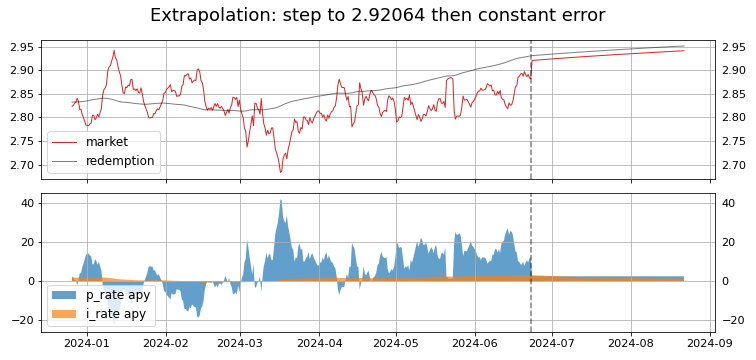 Extrapolation: step to 2.92064 then constant error
2.95 2.95
2.90 2.90
2.85 2.85
2.80 2.80
2.75 2.75
2.70 2.70
market
redemption
40 40
20 20
0 0
−20 −20
p_rate apy
i_rate apy
2024-01 2024-02 2024-03 2024-04 2024-05 2024-06 2024-07 2024-08 2024-09